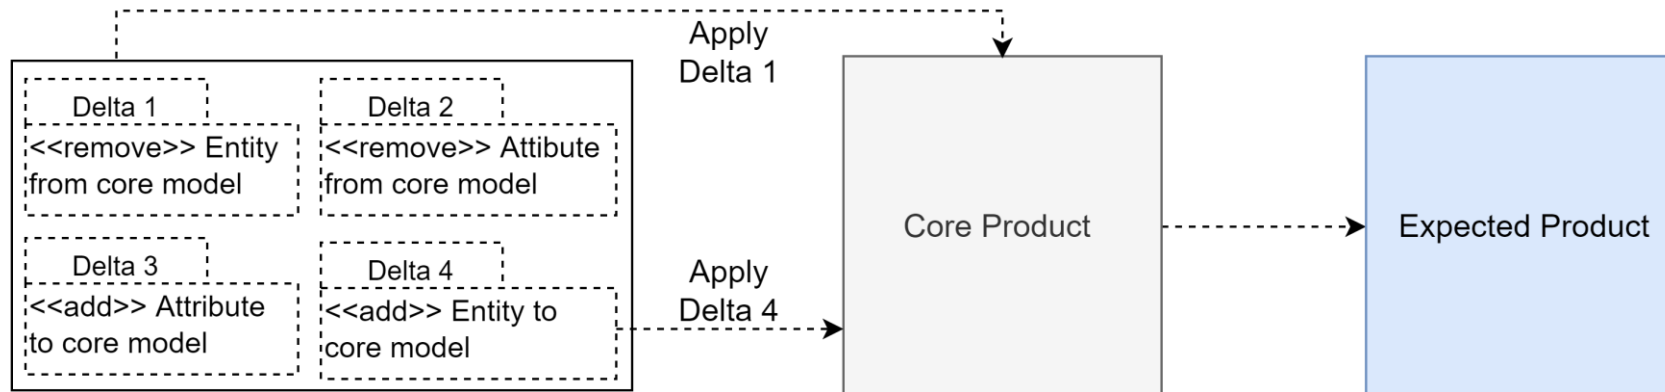 Apply
Delta 1
Delta 1
<<remove>> Entity
from core model
Delta 2
<<remove>> Attibute
from core model
Delta 3
<<add>> Attribute
to core model
Delta 4
<<add>> Entity to
core model
Apply
Delta 4
Core Product
Expected Product